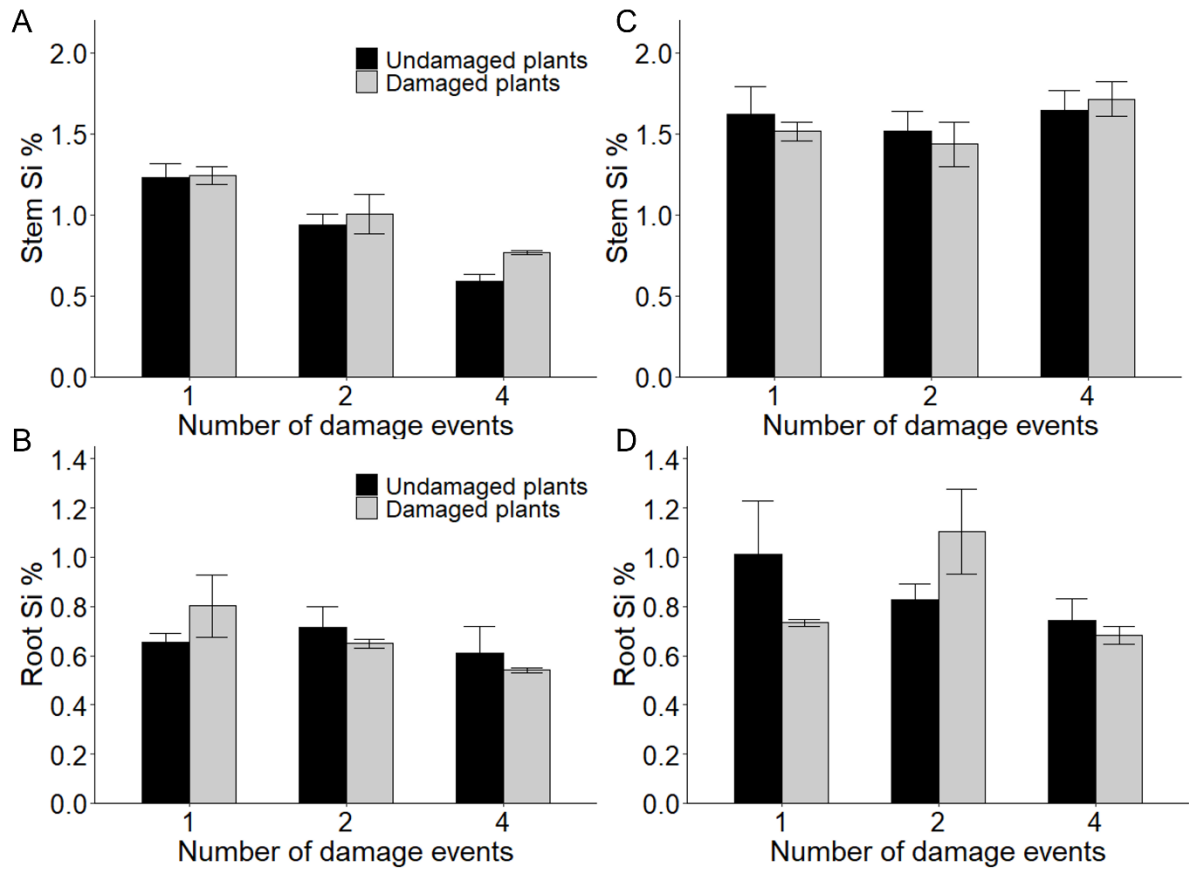 A
Undamaged plants
Damaged plants
Stem Si %
2.0
1.5
1.0
0.5
0.0
1 2 4
Number of damage events
C
Stem Si %
2.0
1.5
1.0
0.5
0.0
1 2 4
Number of damage events
B
Undamaged plants
Damaged plants
Root Si %
1.4
1.2
1.0
0.8
0.6
0.4
0.2
0.0
1 2 4
Number of damage events
D
Root Si %
1.4
1.2
1.0
0.8
0.6
0.4
0.2
0.0
1 2 4
Number of damage events